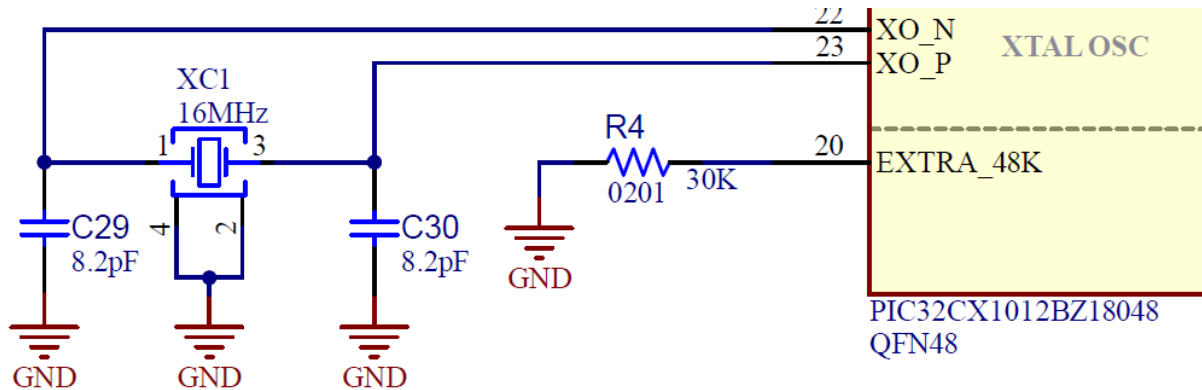 22
XO_N
XTAL OSC
23
XO_P
XC1
16MHz
R4
1
3
20
EXTRA_48K
0201
30K
C29
8.2pF
4
2
C30
8.2pF
GND
GND
GND
GND
PIC32CX1012BZ18048
QFN48